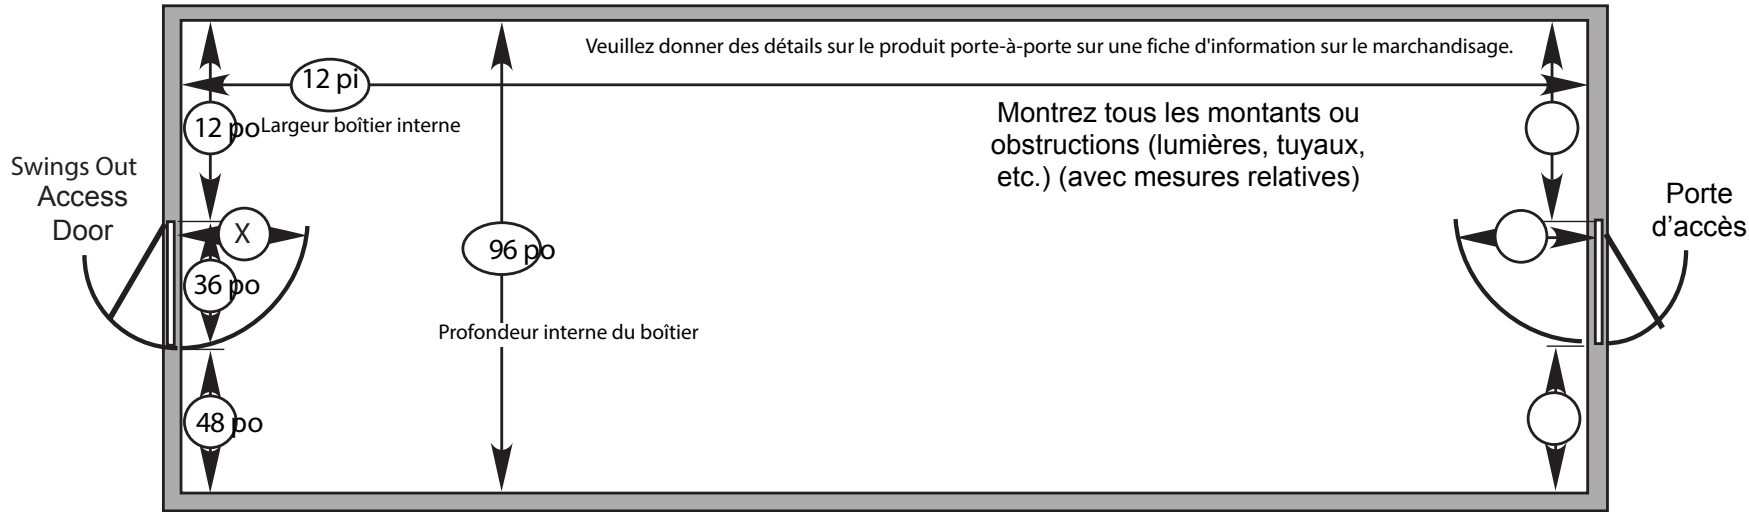 Veuillez donner des détails sur le produit porte-à-porte sur une fiche d'information sur le marchandisage.
12 pi
12 po
Largeur boîtier interne
Montrez tous les montants ou
obstructions (lumières, tuyaux,
etc.) (avec mesures relatives)
Swings Out
Access
Door
X
36 po
48 po
96 po
Profondeur interne du boîtier
Porte
d'accès